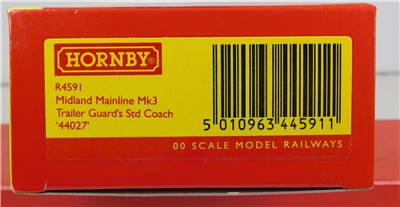 HORNBY®
R4591
Midland Mainline Mk3
Trailer Guard's Std Coach
'44027'
5 010963 445911
00 SCALE MODEL RAILWAYS